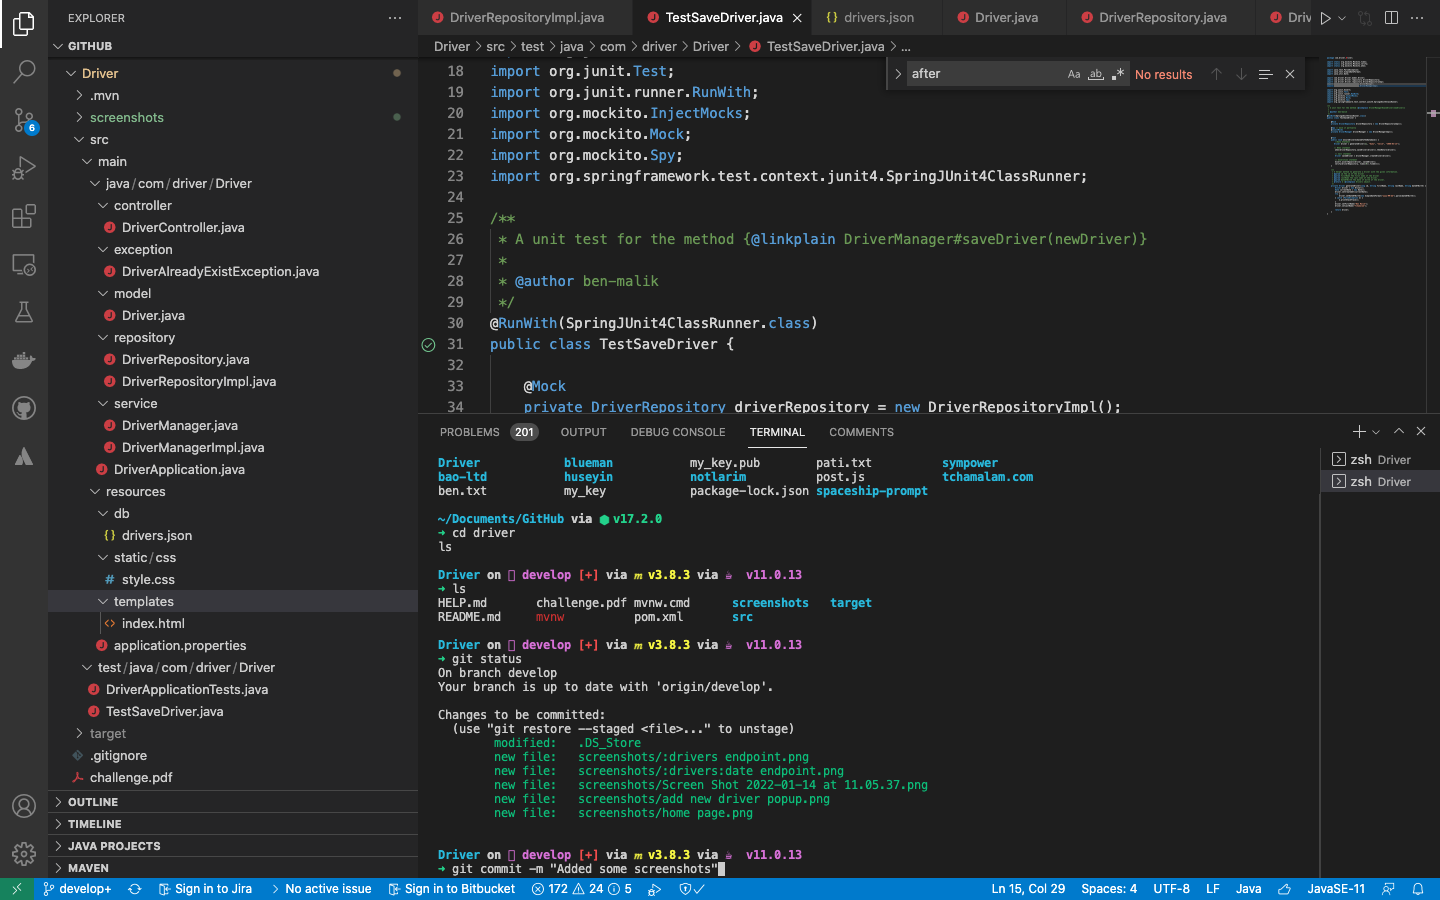 EXPLORER
GITHUB
Driver
.mvn
screenshots
src
main
java/com/driver/Driver
controller
DriverController.java
exception
DriverAlreadyExistException.java
model
Driver.java
repository
DriverRepository.java
DriverRepositoryImpl.java
service
DriverManager.java
DriverManagerImpl.java
DriverApplication.java
resources
db
drivers.json
static/css
style.css
templates
index.html
application.properties
test/java/com/driver/Driver
DriverApplicationTests.java
TestSaveDriver.java
target
.gitignore
challenge.pdf
OUTLINE
TIMELINE
JAVA PROJECTS
MAVEN
6
DriverRepositoryImpl.java
TestSaveDriver.java
drivers.json
Driver.java
DriverRepository.java
Driv
Driver > src > test > java > com > driver > Driver > TestSaveDriver.java > ...
after
Aa ab .*
No results
18 import org.junit.Test;
19 import org.junit.runner.RunWith;
20 import org.mockito.InjectMocks;
21 import org.mockito.Mock;
22 import org.mockito.Spy;
23 import org.springframework.test.context.junit4.SpringJUnit4ClassRunner;
24
25 /**
26 * A unit test for the method {@linkplain DriverManager#saveDriver(newDriver)}
27 *
28 * @author ben-malik
29 */
30 @RunWith(SpringJUnit4ClassRunner.class)
31 public class TestSaveDriver {
32
33 @Mock
34 private DriverRepository driverRepository = new DriverRepositoryImpl();
PROBLEMS 201 OUTPUT DEBUG CONSOLE TERMINAL COMMENTS
Driver blueman my_key.pub pati.txt sympower
bao-ltd huseyin notlarim post.js tchamalam.com
ben.txt my_key package-lock.json spaceship-prompt
~/Documents/GitHub via v17.2.0
➜ cd driver
ls
Driver on develop [+] via m v3.8.3 via ☕ v11.0.13
➜ ls
HELP.md challenge.pdf mvnw.cmd screenshots target
README.md mvnw pom.xml src
Driver on develop [+] via m v3.8.3 via ☕ v11.0.13
➜ git status
On branch develop
Your branch is up to date with 'origin/develop'.
Changes to be committed:
(use "git restore --staged <file>..." to unstage)
modified: .DS_Store
new file: screenshots/:drivers endpoint.png
new file: screenshots/:drivers:date endpoint.png
new file: screenshots/Screen Shot 2022-01-14 at 11.05.37.png
new file: screenshots/add new driver popup.png
new file: screenshots/home page.png
Driver on develop [+] via m v3.8.3 via ☕ v11.0.13
➜ git commit -m "Added some screenshots"
zsh Driver
zsh Driver
develop+ Sign in to Jira No active issue Sign in to Bitbucket 172 24 5 Ln 15, Col 29 Spaces: 4 UTF-8 LF Java JavaSE-11